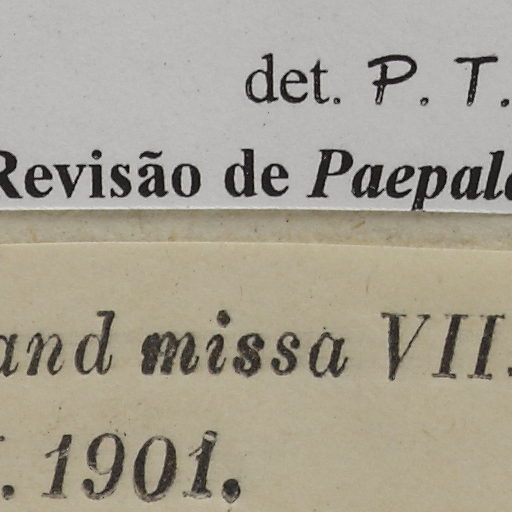 det. P. T.
Revisão de Paepal
and missa VII.
. 1901.